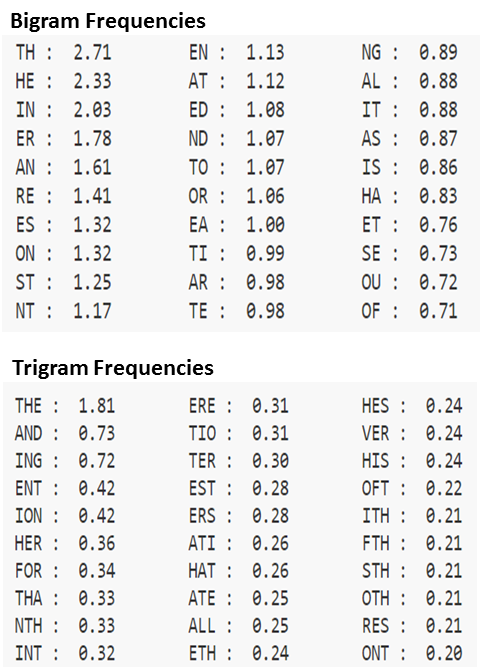 Bigram Frequencies
TH : 2.71 EN : 1.13 NG : 0.89
HE : 2.33 AT : 1.12 AL : 0.88
IN : 2.03 ED : 1.08 IT : 0.88
ER : 1.78 ND : 1.07 AS : 0.87
AN : 1.61 TO : 1.07 IS : 0.86
RE : 1.41 OR : 1.06 HA : 0.83
ES : 1.32 EA : 1.00 ET : 0.76
ON : 1.32 TI : 0.99 SE : 0.73
ST : 1.25 AR : 0.98 OU : 0.72
NT : 1.17 TE : 0.98 OF : 0.71
Trigram Frequencies
THE : 1.81 ERE : 0.31 HES : 0.24
AND : 0.73 TIO : 0.31 VER : 0.24
ING : 0.72 TER : 0.30 HIS : 0.24
ENT : 0.42 EST : 0.28 OFT : 0.22
ION : 0.42 ERS : 0.28 ITH : 0.21
HER : 0.36 ATI : 0.26 FTH : 0.21
FOR : 0.34 HAT : 0.26 STH : 0.21
THA : 0.33 ATE : 0.25 OTH : 0.21
NTH : 0.33 ALL : 0.25 RES : 0.21
INT : 0.32 ETH : 0.24 ONT : 0.20